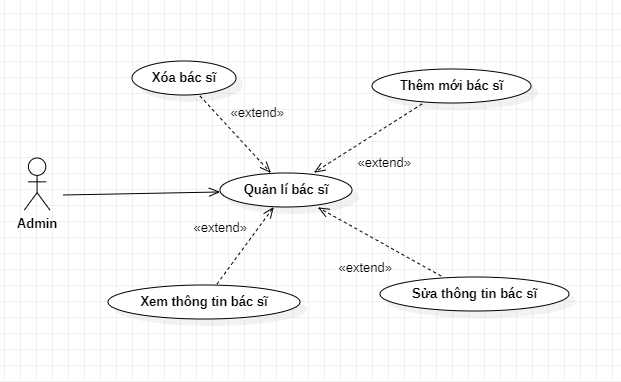 Xóa bác sĩ
Thêm mới bác sĩ
«extend»
«extend»
Quản lí bác sĩ
Admin
«extend»
«extend»
Xem thông tin bác sĩ
Sửa thông tin bác sĩ